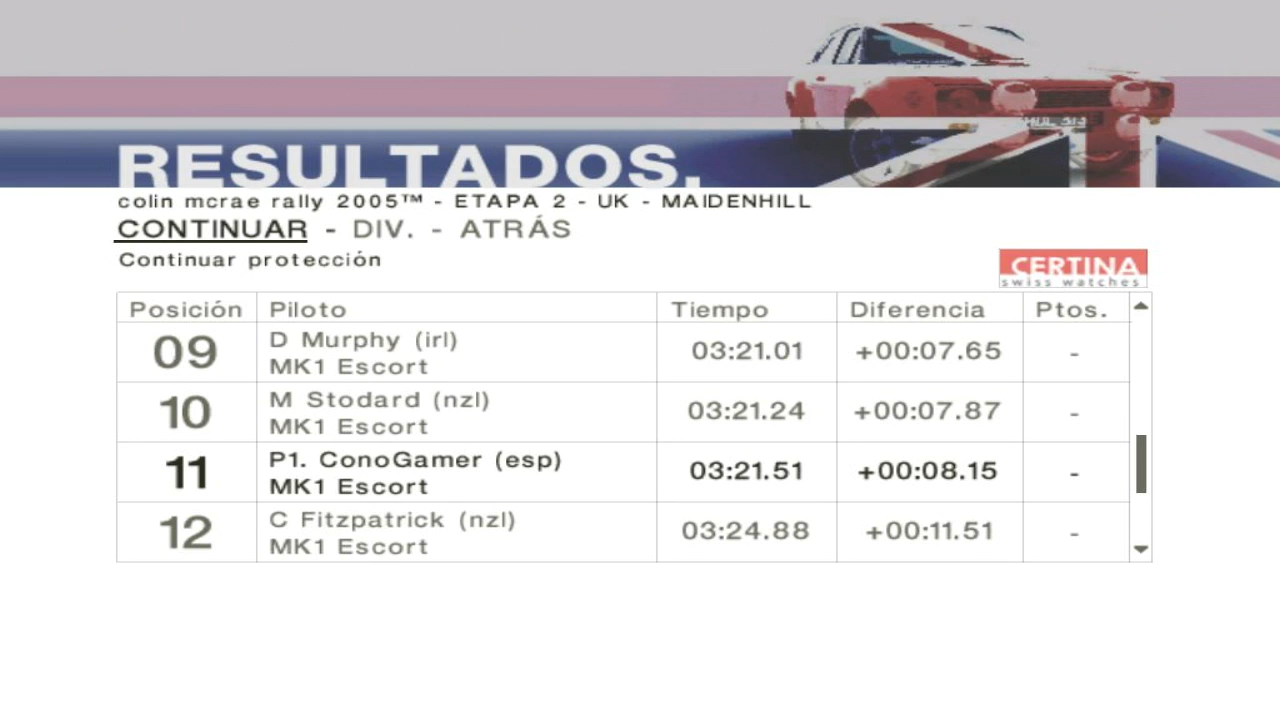 RESULTADOS.
colin mcrae rally 2005™ - ETAPA 2 - UK - MAIDENHILL
CONTINUAR - DIV. - ATRÁS
Continuar protección
CERTINA
swiss watches
Posición Piloto Tiempo Diferencia Ptos.
09 D Murphy (irl) MK1 Escort 03:21.01 +00:07.65 -
10 M Stodard (nzl) MK1 Escort 03:21.24 +00:07.87 -
11 P1. ConoGamer (esp) MK1 Escort 03:21.51 +00:08.15 -
12 C Fitzpatrick (nzl) MK1 Escort 03:24.88 +00:11.51 -